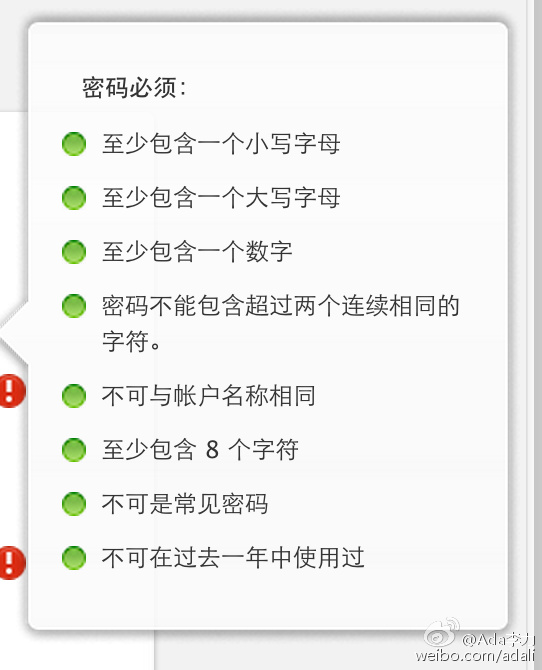 密码必须：
至少包含一个小写字母
至少包含一个大写字母
至少包含一个数字
密码不能包含超过两个连续相同的
字符。
不可与帐户名称相同
至少包含 8 个字符
不可是常见密码
不可在过去一年中使用过
@Ada李力
weibo.com/adali